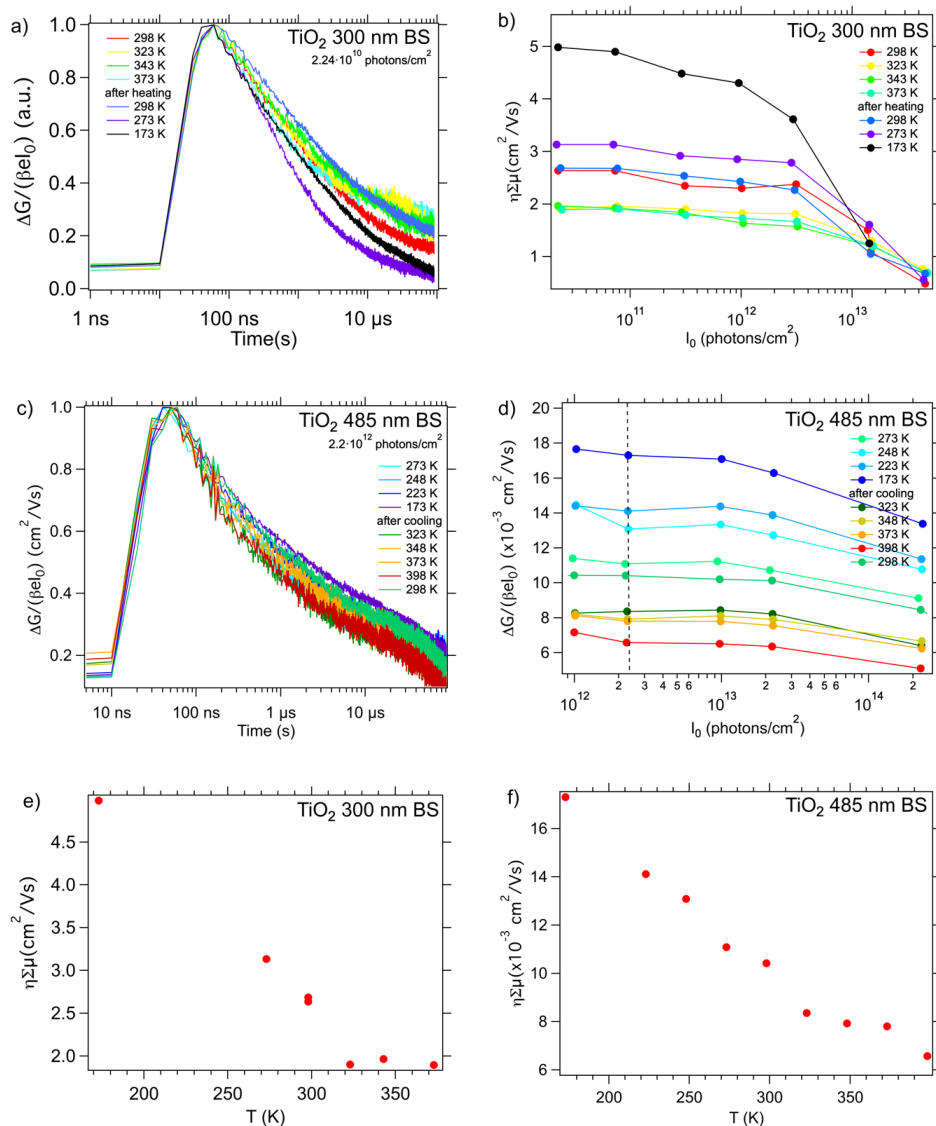 a)
TiO2 300 nm BS
2.24·10^10 photons/cm^2
298 K
323 K
343 K
373 K
after heating
298 K
273 K
173 K
ΔG/(βeI0) (a.u.)
1.0
0.8
0.6
0.4
0.2
0.0
1 ns
100 ns
10 µs
Time(s)
b)
TiO2 300 nm BS
298 K
323 K
343 K
373 K
after heating
298 K
273 K
173 K
ηΣμ(cm^2/Vs)
5
4
3
2
1
10^11
10^12
10^13
I0 (photons/cm^2)
c)
TiO2 485 nm BS
2.2·10^12 photons/cm^2
273 K
248 K
223 K
173 K
after cooling
323 K
348 K
373 K
398 K
298 K
ΔG/(βeI0) (cm^2/Vs)
1.0
0.8
0.6
0.4
0.2
10 ns
100 ns
1 µs
10 µs
Time (s)
d)
TiO2 485 nm BS
273 K
248 K
223 K
173 K
after cooling
323 K
348 K
373 K
398 K
298 K
ΔG/(βeI0) (x10^-3 cm^2/Vs)
20
18
16
14
12
10
8
6
10^12
2
3
4
5
6
10^13
2
3
4
5
6
10^14
2
I0 (photons/cm^2)
e)
TiO2 300 nm BS
ηΣμ(cm^2/Vs)
4.5
4.0
3.5
3.0
2.5
2.0
200
250
300
350
T (K)
f)
TiO2 485 nm BS
ηΣμ(x10^-3 cm^2/Vs)
16
14
12
10
8
6
200
250
300
350
T (K)